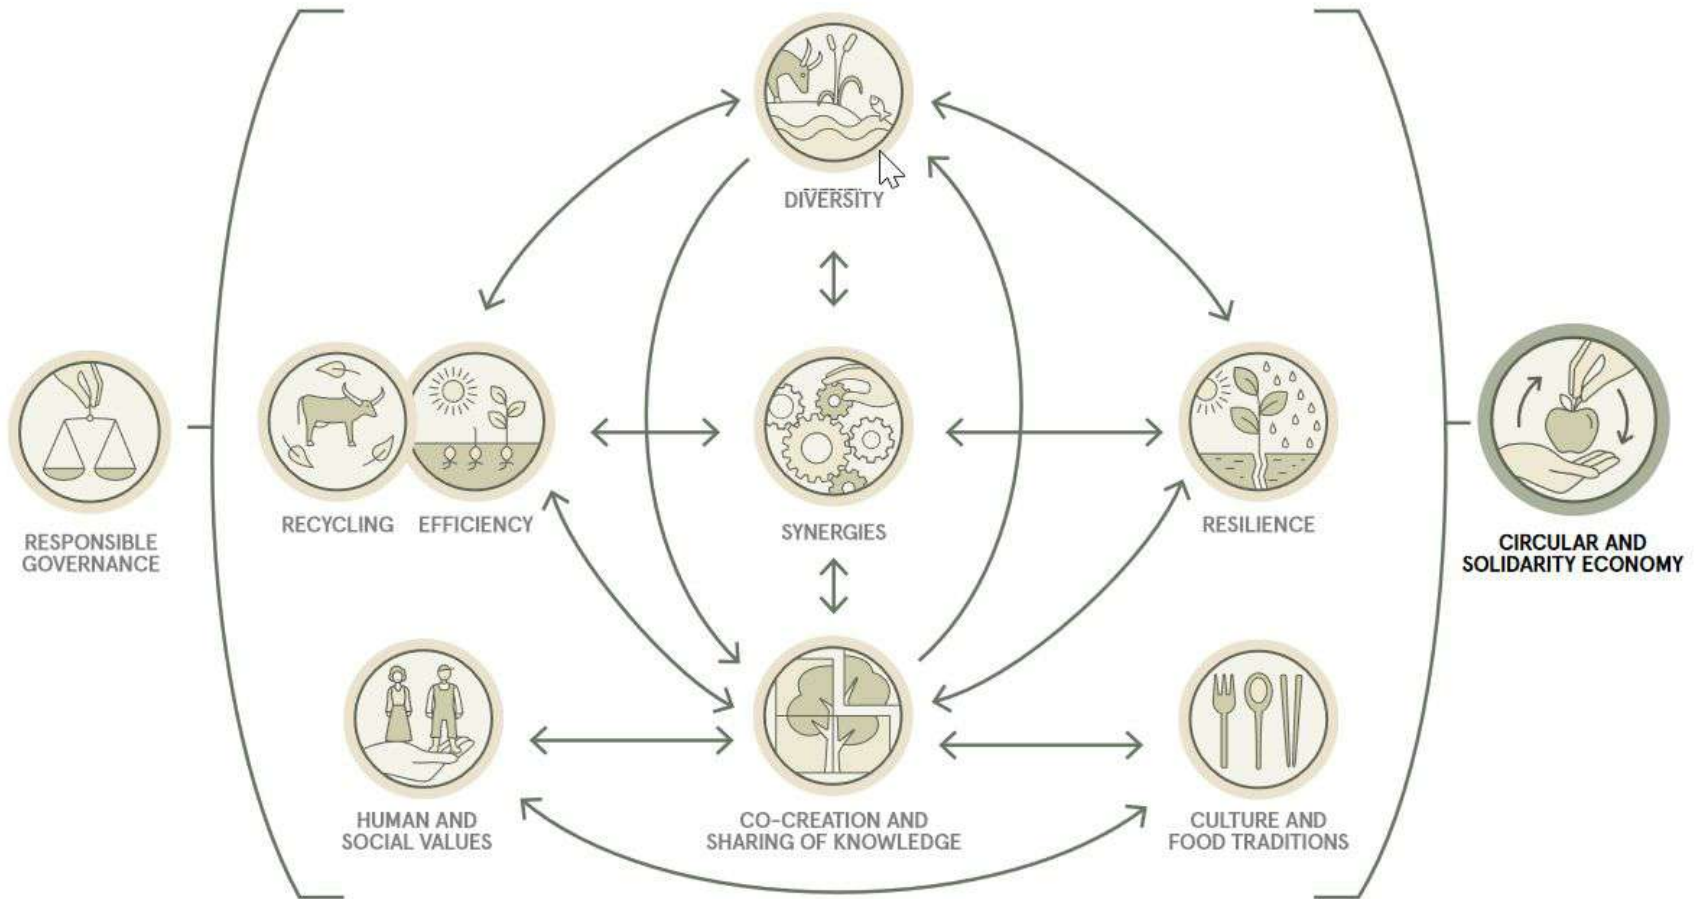 DIVERSITY
RECYCLING
EFFICIENCY
SYNERGIES
RESILIENCE
RESPONSIBLE
GOVERNANCE
CIRCULAR AND
SOLIDARITY ECONOMY
HUMAN AND
SOCIAL VALUES
CO-CREATION AND
SHARING OF KNOWLEDGE
CULTURE AND
FOOD TRADITIONS